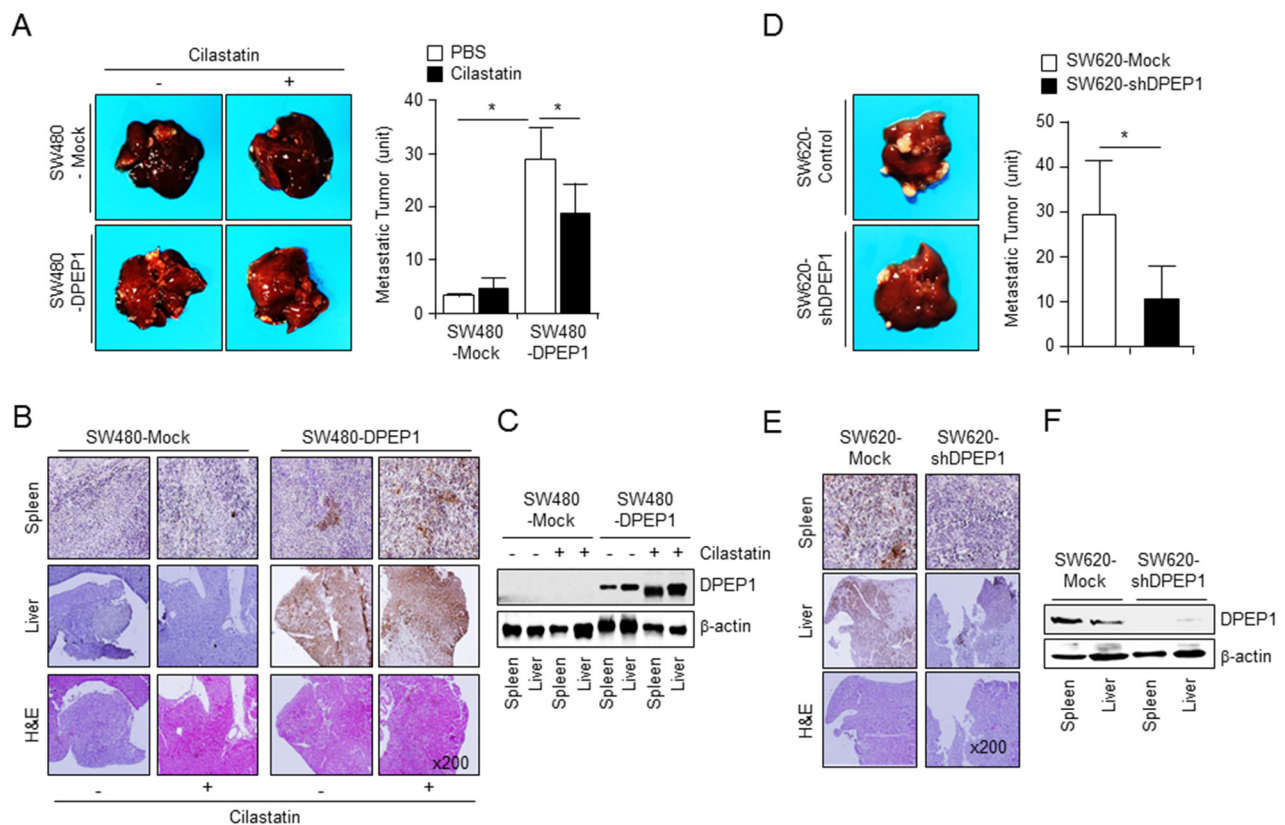 A
Cilastatin
-
+
SW480
- Mock
SW480
-DPEP1
PBS
Cilastatin
Metastatic Tumor (unit)
40
30
20
10
0
*
*
SW480
-Mock
SW480
-DPEP1
D
SW620-
Control
SW620-
shDPEP1
SW620-Mock
SW620-shDPEP1
Metastatic Tumor (unit)
50
40
30
20
10
0
*
B
SW480-Mock
SW480-DPEP1
Spleen
Liver
H&E
x200
-
+
-
+
Cilastatin
C
SW480
-Mock
SW480
-DPEP1
- - + + - - + + Cilastatin
DPEP1
β-actin
Spleen
Liver
Spleen
Liver
Spleen
Liver
Spleen
Liver
E
SW620-
Mock
SW620-
shDPEP1
Spleen
Liver
H&E
x200
F
SW620-
Mock
SW620-
shDPEP1
DPEP1
β-actin
Spleen
Liver
Spleen
Liver